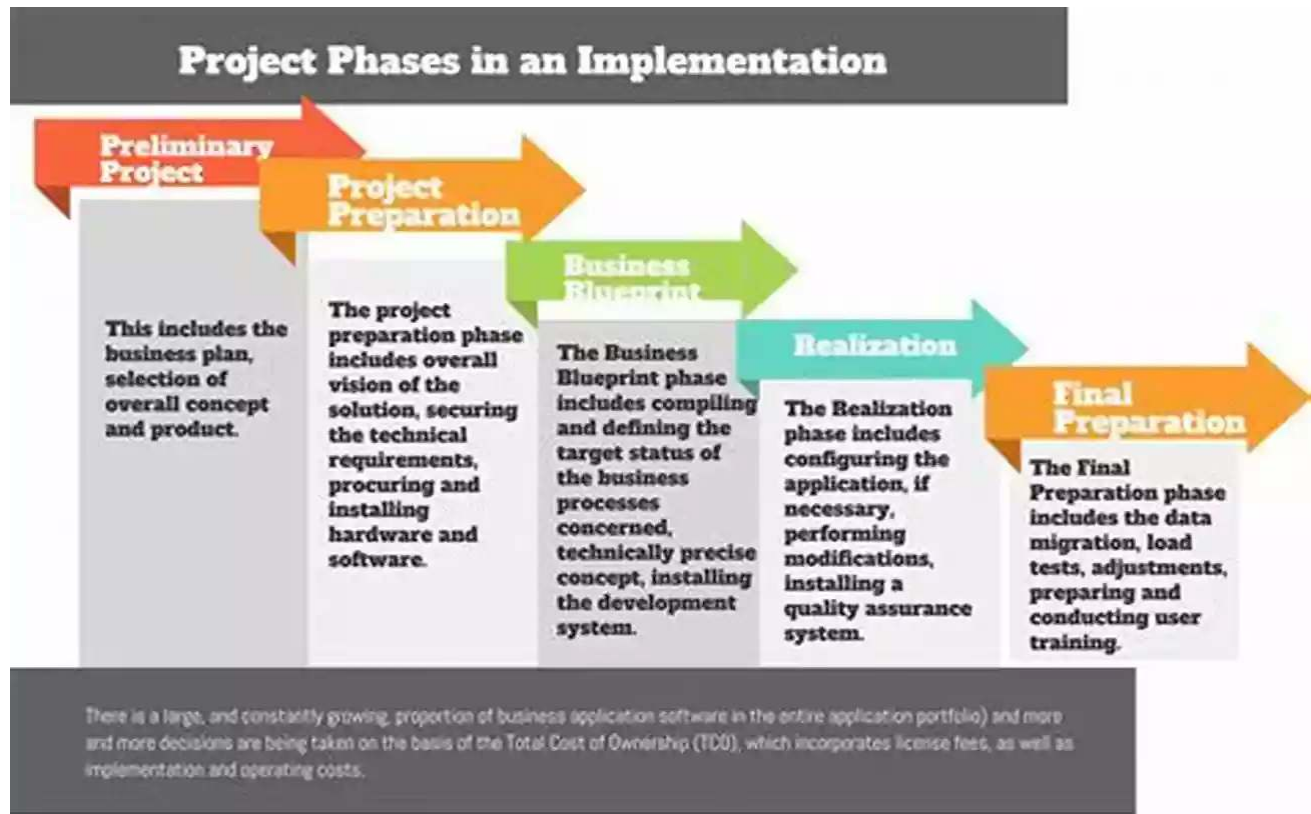 Project Phases in an Implementation
Preliminary
Project
This includes the
business plan,
selection of
overall concept
and product.
Project
Preparation
The project
preparation phase
includes overall
vision of the
solution, securing
the technical
requirements,
procuring and
installing
hardware and
software.
Business
Blueprint
The Business
Blueprint phase
includes compiling
and defining the
target status of
the business
processes
concerned,
technically precise
concept, installing
the development
system.
Realization
The Realization
phase includes
configuring the
application, if
necessary,
performing
modifications,
installing a
quality assurance
system.
Final
Preparation
The Final
Preparation phase
includes the data
migration, load
tests, adjustments,
preparing and
conducting user
training.
There is a large, and constantly growing, proportion of business application software in the entire application portfolio) and more
and more decisions are being taken on the basis of the Total Cost of Ownership (TCO), which incorporates license fees, as well as
implementation and operating costs.